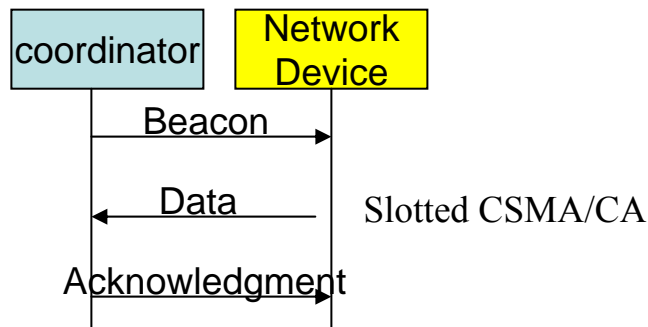 coordinator
Network
Device
Beacon
Data
Slotted CSMA/CA
Acknowledgment